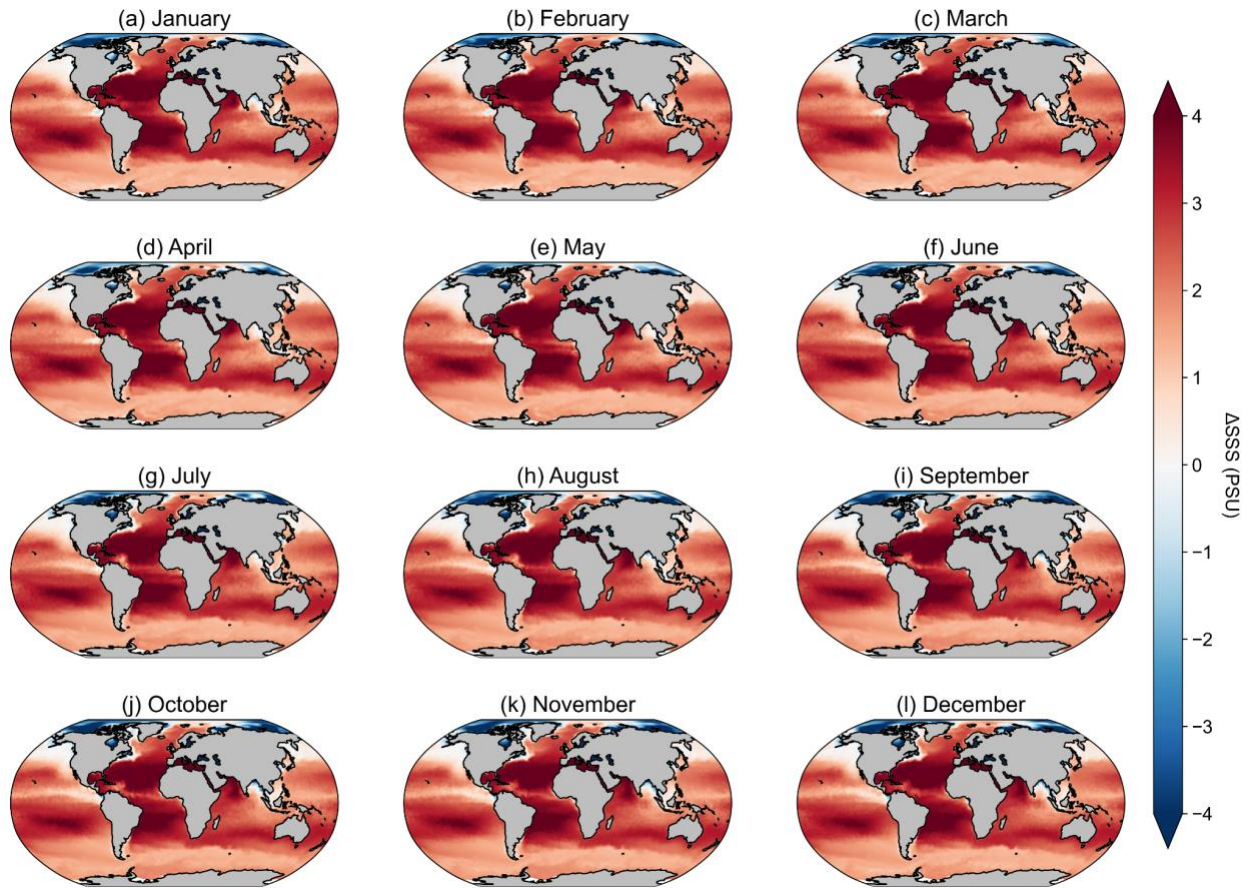 (a) January
(b) February
(c) March
(d) April
(e) May
(f) June
(g) July
(h) August
(i) September
(j) October
(k) November
(l) December
4
3
2
1
0
−1
−2
−3
−4
ΔSSS (PSU)